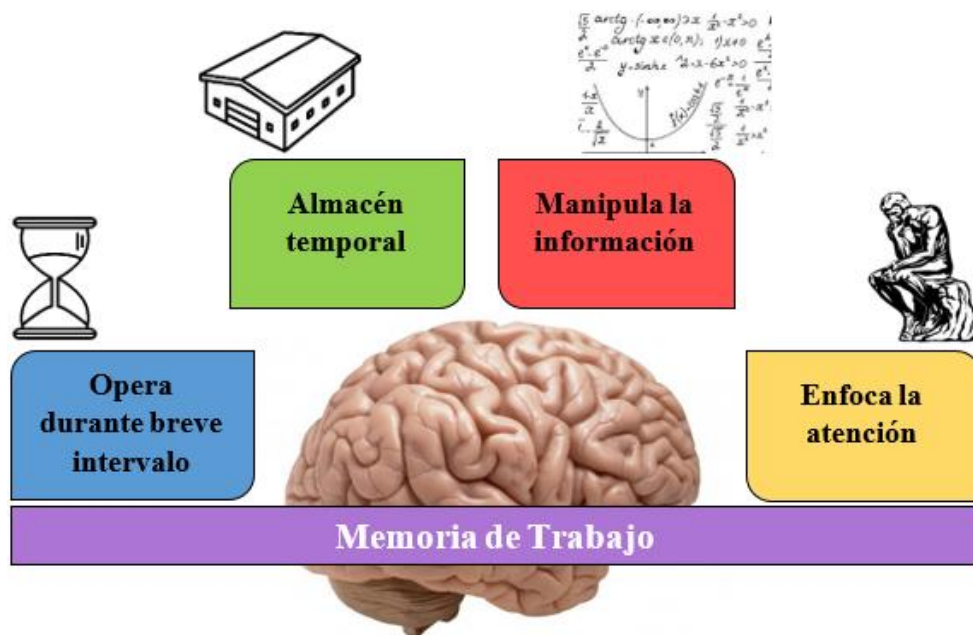 Almacén
temporal
Manipula la
información
Opera
durante breve
intervalo
Enfoca la
atención
Memoria de Trabajo